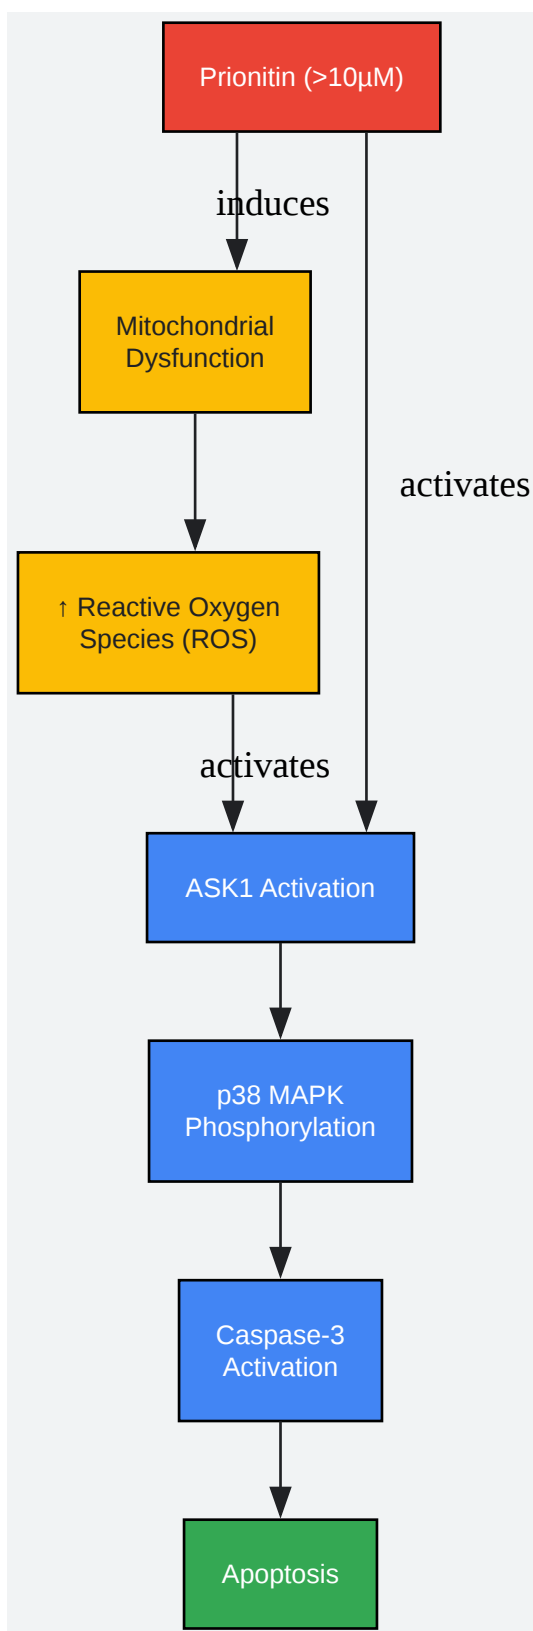 Prionitin (>10µM)
induces
Mitochondrial
Dysfunction
activates
↑ Reactive Oxygen
Species (ROS)
activates
ASK1 Activation
p38 MAPK
Phosphorylation
Caspase-3
Activation
Apoptosis